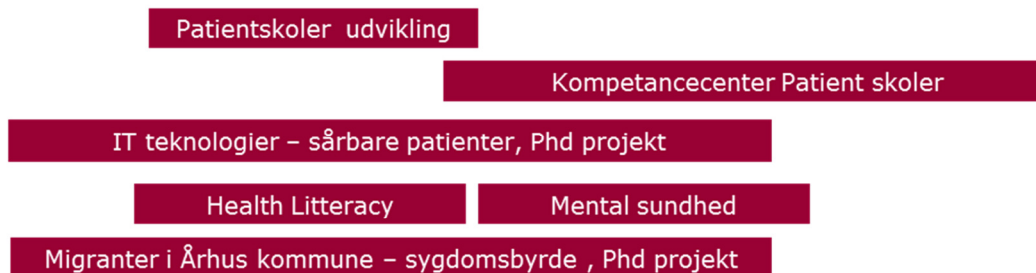 Patientskoler udvikling
Kompetancecenter Patient skoler
IT teknologier – sårbare patienter, Phd projekt
Health Litteracy
Mental sundhed
Migranter i Århus kommune – sygdomsbyrde , Phd projekt